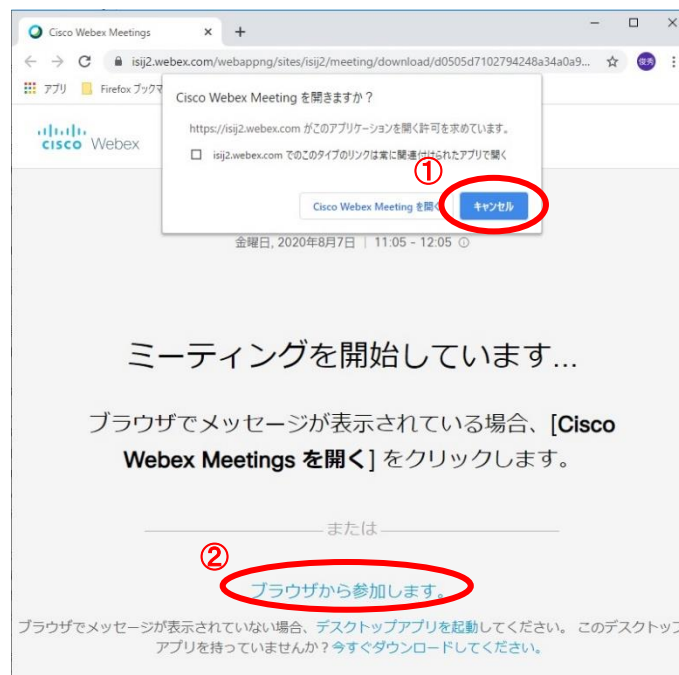 Cisco Webex Meetings
isij2.webex.com/webappng/sites/isij2/meeting/download/d0505d7102794248a34a0a9...
俊秀
アプリ
Firefox ブックマ
Cisco Webex Meeting を開きますか？
https://isij2.webex.com がこのアプリケーションを開く許可を求めています。
isij2.webex.com でのこのタイプのリンクは常に関連付けられたアプリで開く
①
Cisco Webex Meeting を開く
キャンセル
CISCO Webex
金曜日, 2020年8月7日 | 11:05 - 12:05
ミーティングを開始しています...
ブラウザでメッセージが表示されている場合、[Cisco
Webex Meetings を開く] をクリックします。
または
②
ブラウザから参加します。
ブラウザでメッセージが表示されていない場合、デスクトップアプリを起動してください。 このデスクトップ
アプリを持っていませんか？今すぐダウンロードしてください。